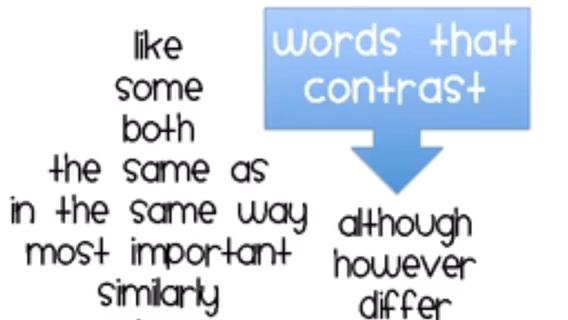 like
some
both
the same as
in the same way
most important
similarly
words that
contrast
although
however
differ